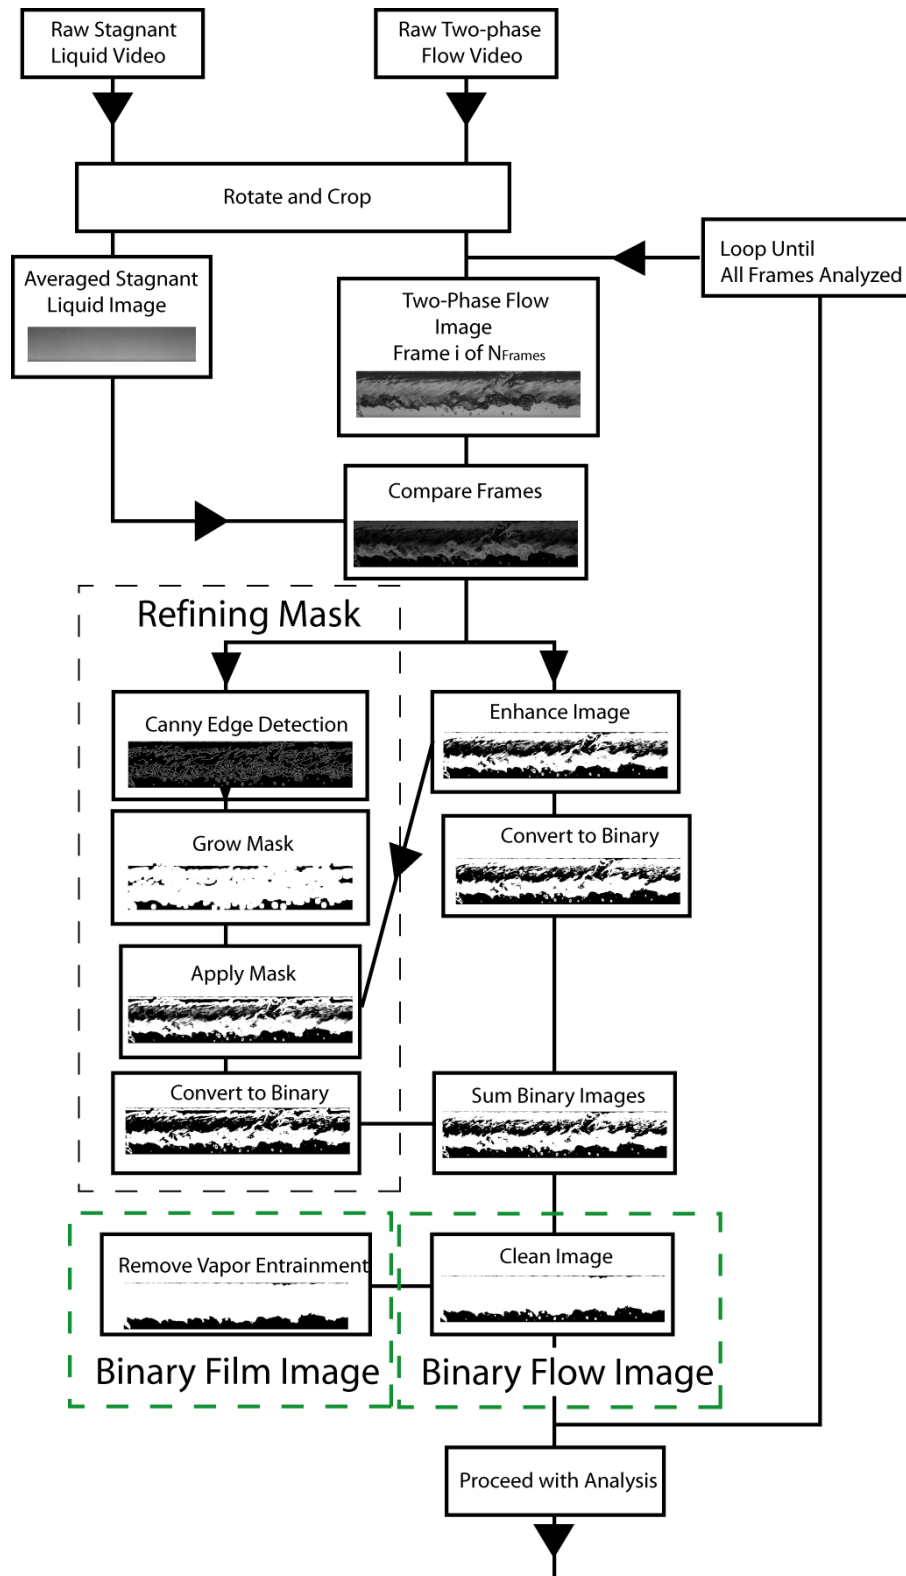 Raw Stagnant
Liquid Video
Raw Two-phase
Flow Video
Rotate and Crop
Loop Until
All Frames Analyzed
Averaged Stagnant
Liquid Image
Two-Phase Flow
Image
Frame i of NFrames
Compare Frames
Refining Mask
Canny Edge Detection
Enhance Image
Grow Mask
Convert to Binary
Apply Mask
Convert to Binary
Sum Binary Images
Remove Vapor Entrainment
Clean Image
Binary Film Image
Binary Flow Image
Proceed with Analysis